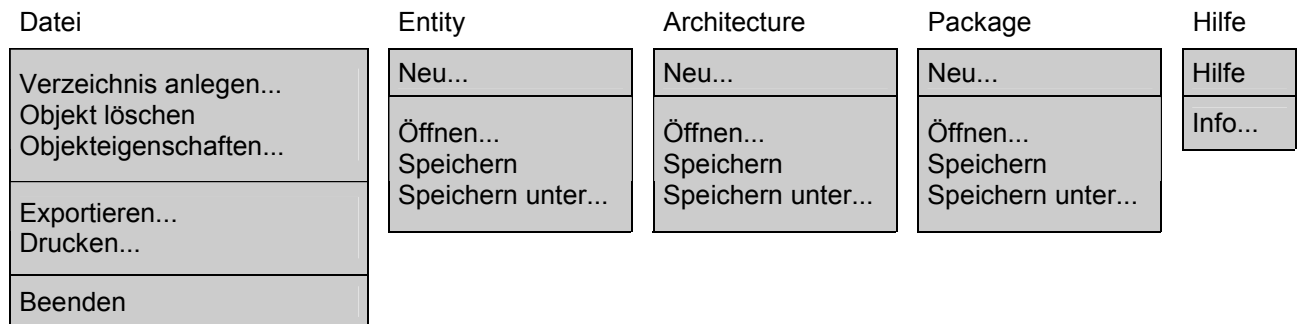 Datei
Verzeichnis anlegen...
Objekt löschen
Objekteigenschaften...
Exportieren...
Drucken...
Beenden
Entity
Neu...
Öffnen...
Speichern
Speichern unter...
Architecture
Neu...
Öffnen...
Speichern
Speichern unter...
Package
Neu...
Öffnen...
Speichern
Speichern unter...
Hilfe
Hilfe
Info...